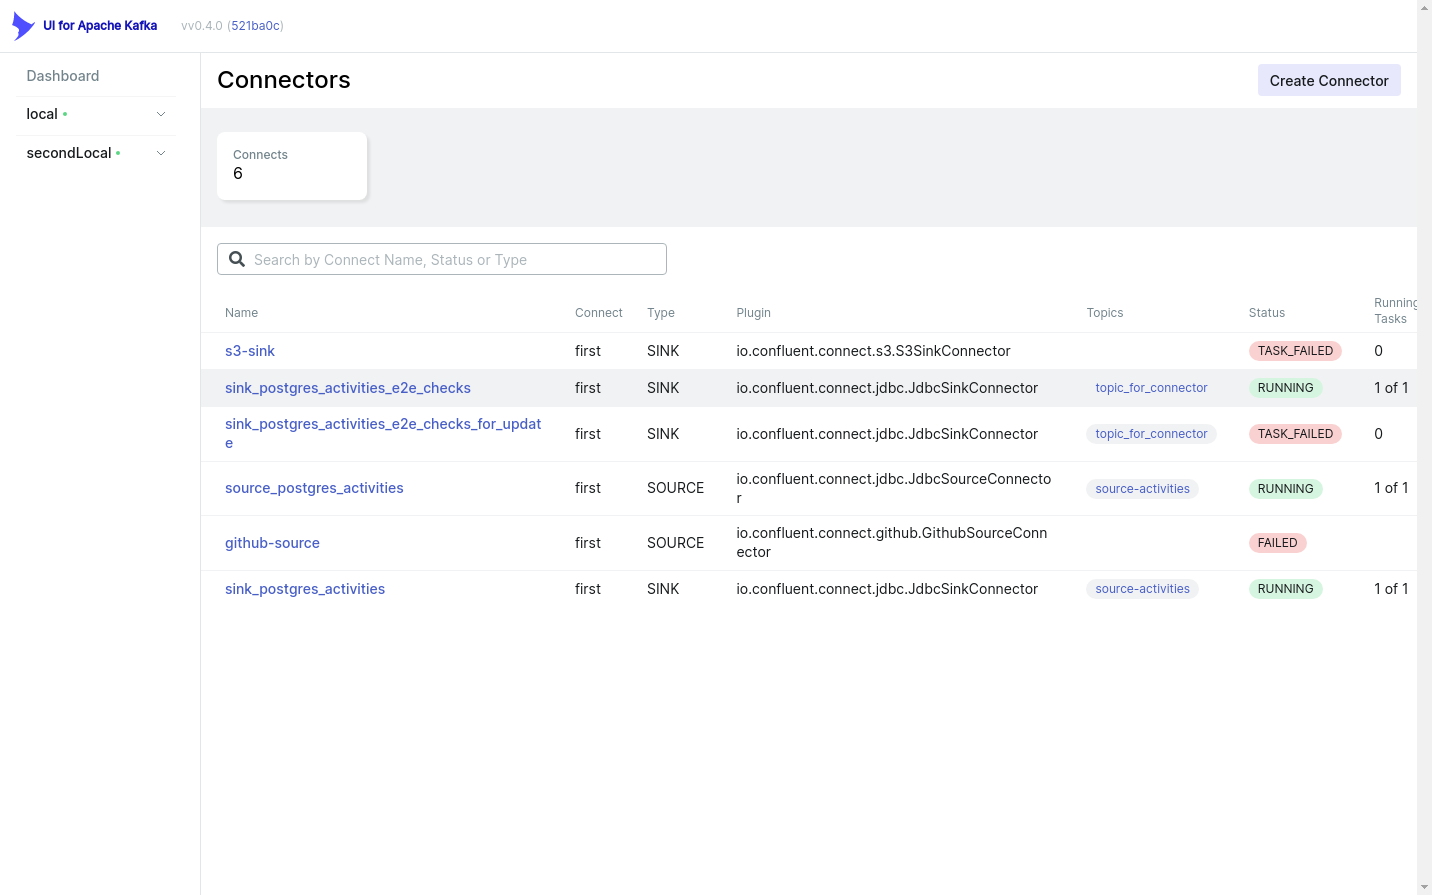 UI for Apache Kafka vv0.4.0 (521ba0c)
Dashboard
local
secondLocal
Connectors
Create Connector
Connects
6
Search by Connect Name, Status or Type
Name Connect Type Plugin Topics Status Running
Tasks
s3-sink first SINK io.confluent.connect.s3.S3SinkConnector TASK_FAILED 0
sink_postgres_activities_e2e_checks first SINK io.confluent.connect.jdbc.JdbcSinkConnector topic_for_connector RUNNING 1 of 1
sink_postgres_activities_e2e_checks_for_updat
e first SINK io.confluent.connect.jdbc.JdbcSinkConnector topic_for_connector TASK_FAILED 0
source_postgres_activities first SOURCE io.confluent.connect.jdbc.JdbcSourceConnecto
r source-activities RUNNING 1 of 1
github-source first SOURCE io.confluent.connect.github.GithubSourceConn
ector FAILED
sink_postgres_activities first SINK io.confluent.connect.jdbc.JdbcSinkConnector source-activities RUNNING 1 of 1